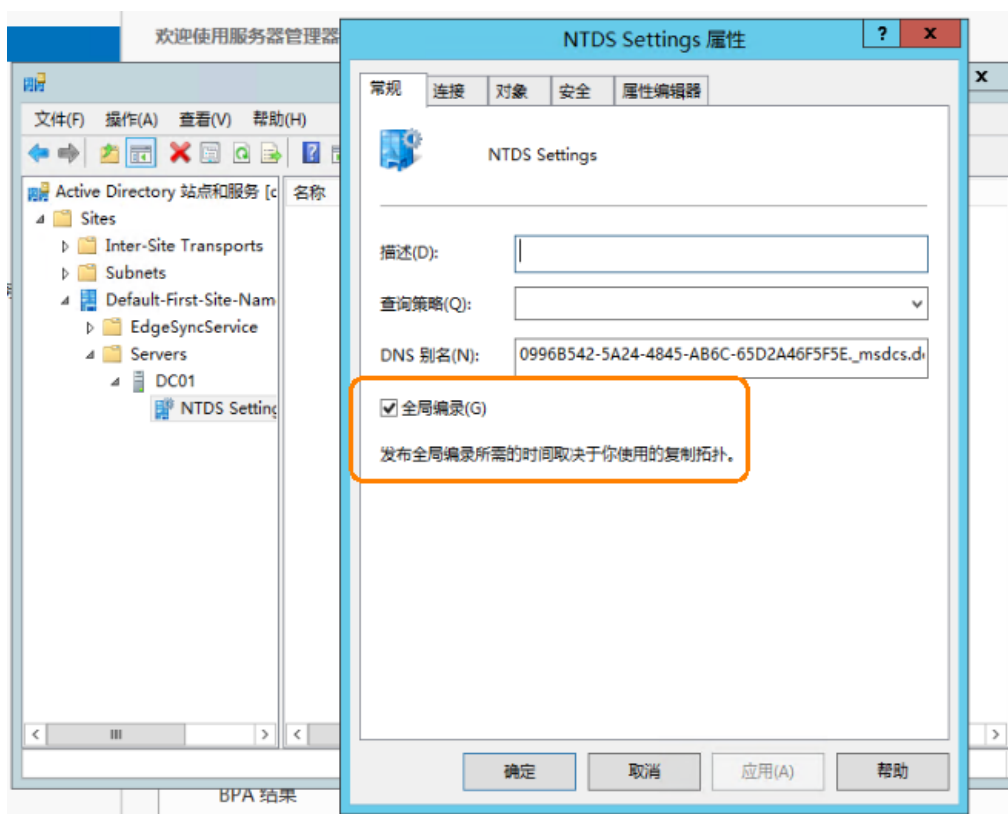 欢迎使用服务器管理器
NTDS Settings 属性
?
x
x
文件(F) 操作(A) 查看(V) 帮助(H)
常规 连接 对象 安全 属性编辑器
NTDS Settings
Active Directory 站点和服务 [c
名称
Sites
Inter-Site Transports
Subnets
Default-First-Site-Nam
EdgeSyncService
Servers
DC01
NTDS Setting
描述(D):
查询策略(Q):
DNS 别名(N):
0996B542-5A24-4845-AB6C-65D2A46F5F5E._msdcs.d
全局编录(G)
发布全局编录所需的时间取决于你使用的复制拓扑。
确定 取消 应用(A) 帮助
BPA 结果